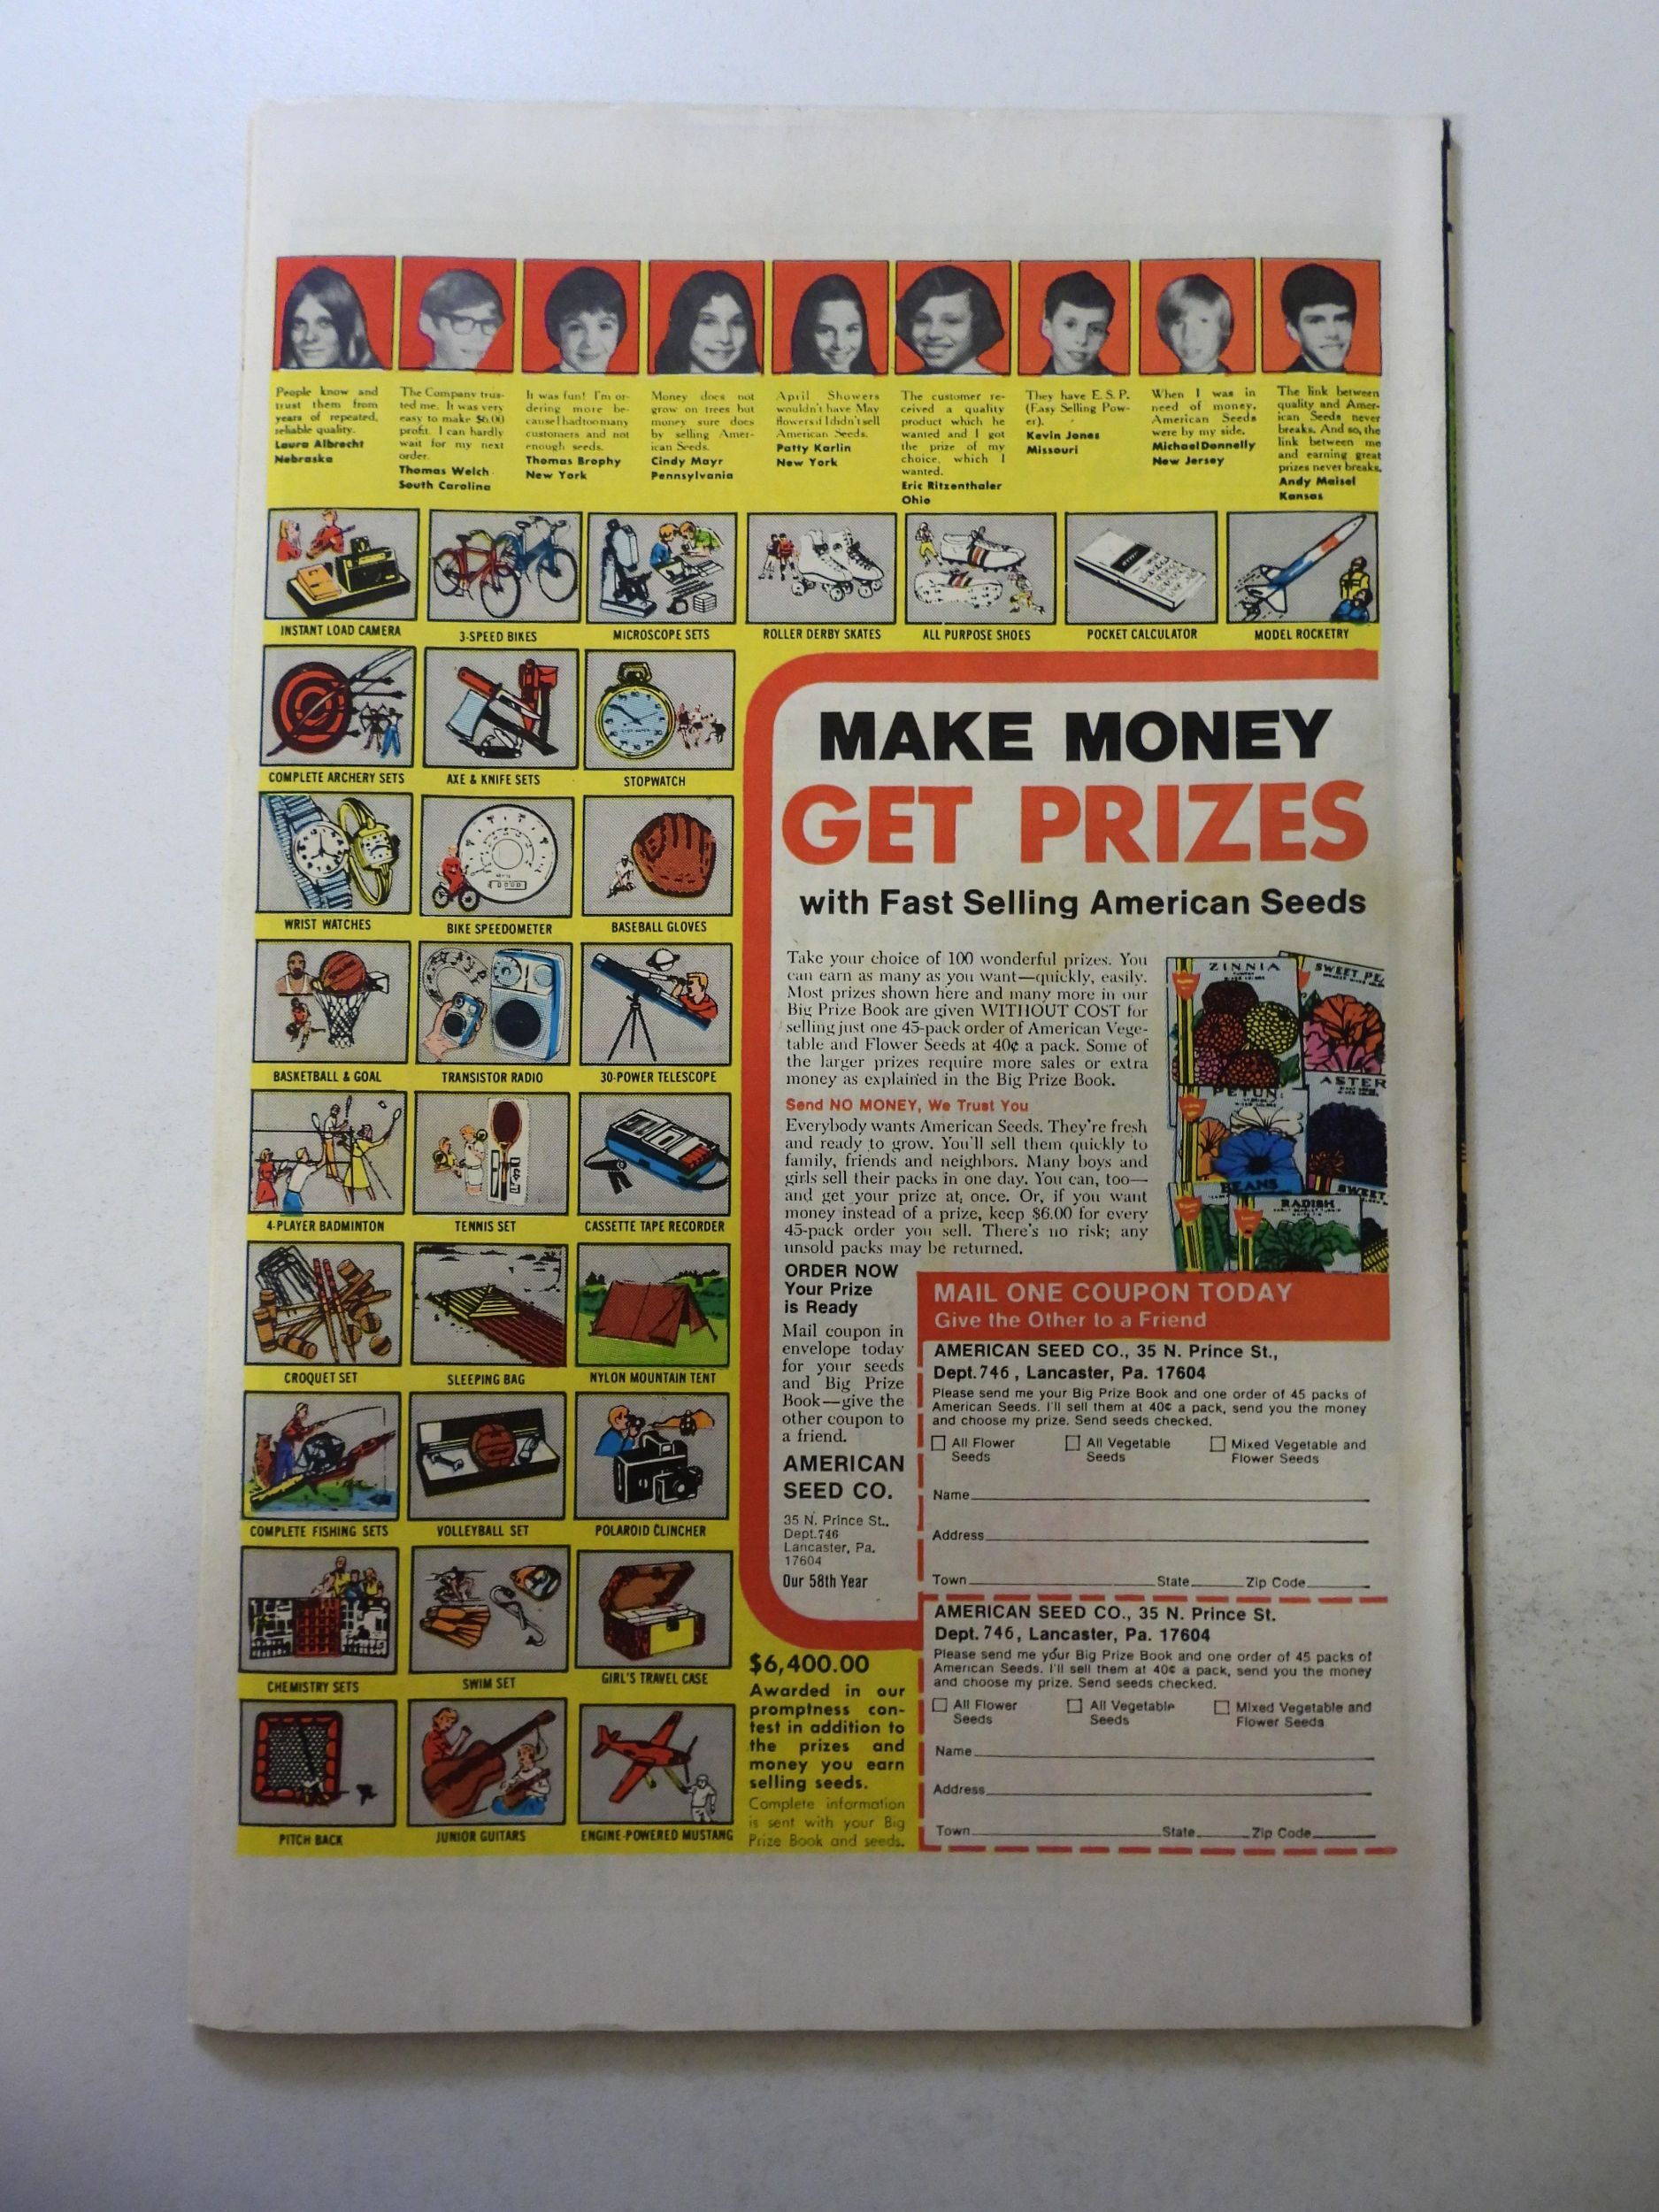 People know and
trust them from
years of repeated,
reliable quality.
Laura Albrecht
Nebraska
The Company trus-
ted me. It was very
easy to make $6.00
profit. I can hardly
wait for my next
order.
Thomas Welch
South Carolina
It was fun! I'm or-
dering more be-
cause I had too many
customers and not
enough seeds.
Thomas Brophy
New York
Money does not
grow on trees but
money sure does
by selling Amer-
ican Seeds.
Cindy Mayr
Pennsylvania
April Showers
wouldn't have May
flowers if I didn't sell
American Seeds.
Patty Karlin
New York
The customer re-
ceived a quality
product which he
wanted and I got
the prize of my
choice, which I
wanted.
Eric Ritzenthaler
Ohio
They have E. S. P.
(Easy Selling Pow-
er).
Kevin Jones
Missouri
When I was in
need of money,
American Seeds
were by my side.
Michael Donnelly
New Jersey
The link between
quality and Amer-
ican Seeds never
breaks. And so, the
link between me
and earning great
prizes never breaks.
Andy Maisel
Kansas
INSTANT LOAD CAMERA
3-SPEED BIKES
MICROSCOPE SETS
ROLLER DERBY SKATES
ALL PURPOSE SHOES
POCKET CALCULATOR
MODEL ROCKETRY
COMPLETE ARCHERY SETS
AXE & KNIFE SETS
STOPWATCH
WRIST WATCHES
BIKE SPEEDOMETER
BASEBALL GLOVES
BASKETBALL & GOAL
TRANSISTOR RADIO
30-POWER TELESCOPE
4-PLAYER BADMINTON
TENNIS SET
CASSETTE TAPE RECORDER
CROQUET SET
SLEEPING BAG
NYLON MOUNTAIN TENT
COMPLETE FISHING SETS
VOLLEYBALL SET
POLAROID CLINCHER
CHEMISTRY SETS
SWIM SET
GIRL'S TRAVEL CASE
PITCH BACK
JUNIOR GUITARS
ENGINE-POWERED MUSTANG
MAKE MONEY
GET PRIZES
with Fast Selling American Seeds
Take your choice of 100 wonderful prizes. You
can earn as many as you want—quickly, easily.
Most prizes shown here and many more in our
Big Prize Book are given WITHOUT COST for
selling just one 45-pack order of American Vege-
table and Flower Seeds at 40¢ a pack. Some of
the larger prizes require more sales or extra
money as explained in the Big Prize Book.
Send NO MONEY, We Trust You
Everybody wants American Seeds. They're fresh
and ready to grow. You'll sell them quickly to
family, friends and neighbors. Many boys and
girls sell their packs in one day. You can, too—
and get your prize at once. Or, if you want
money instead of a prize, keep $6.00 for every
45-pack order you sell. There's no risk; any
unsold packs may be returned.
ZINNIA
SWEET PE
ASTER
PETUN
BEANS
RADISH
SWEET
ORDER NOW
Your Prize
is Ready
Mail coupon in
envelope today
for your seeds
and Big Prize
Book—give the
other coupon to
a friend.
AMERICAN
SEED CO.
35 N. Prince St.,
Dept. 746
Lancaster, Pa.
17604
Our 58th Year
$6,400.00
Awarded in our
promptness con-
test in addition to
the prizes and
money you earn
selling seeds.
Complete information
is sent with your Big
Prize Book and seeds.
MAIL ONE COUPON TODAY
Give the Other to a Friend
AMERICAN SEED CO., 35 N. Prince St.,
Dept. 746, Lancaster, Pa. 17604
Please send me your Big Prize Book and one order of 45 packs of
American Seeds. I'll sell them at 40¢ a pack, send you the money
and choose my prize. Send seeds checked.
All Flower Seeds
All Vegetable Seeds
Mixed Vegetable and Flower Seeds
Name
Address
Town State Zip Code
AMERICAN SEED CO., 35 N. Prince St.
Dept. 746, Lancaster, Pa. 17604
Please send me your Big Prize Book and one order of 45 packs of
American Seeds. I'll sell them at 40¢ a pack, send you the money
and choose my prize. Send seeds checked.
All Flower Seeds
All Vegetable Seeds
Mixed Vegetable and Flower Seeds
Name
Address
Town State Zip Code